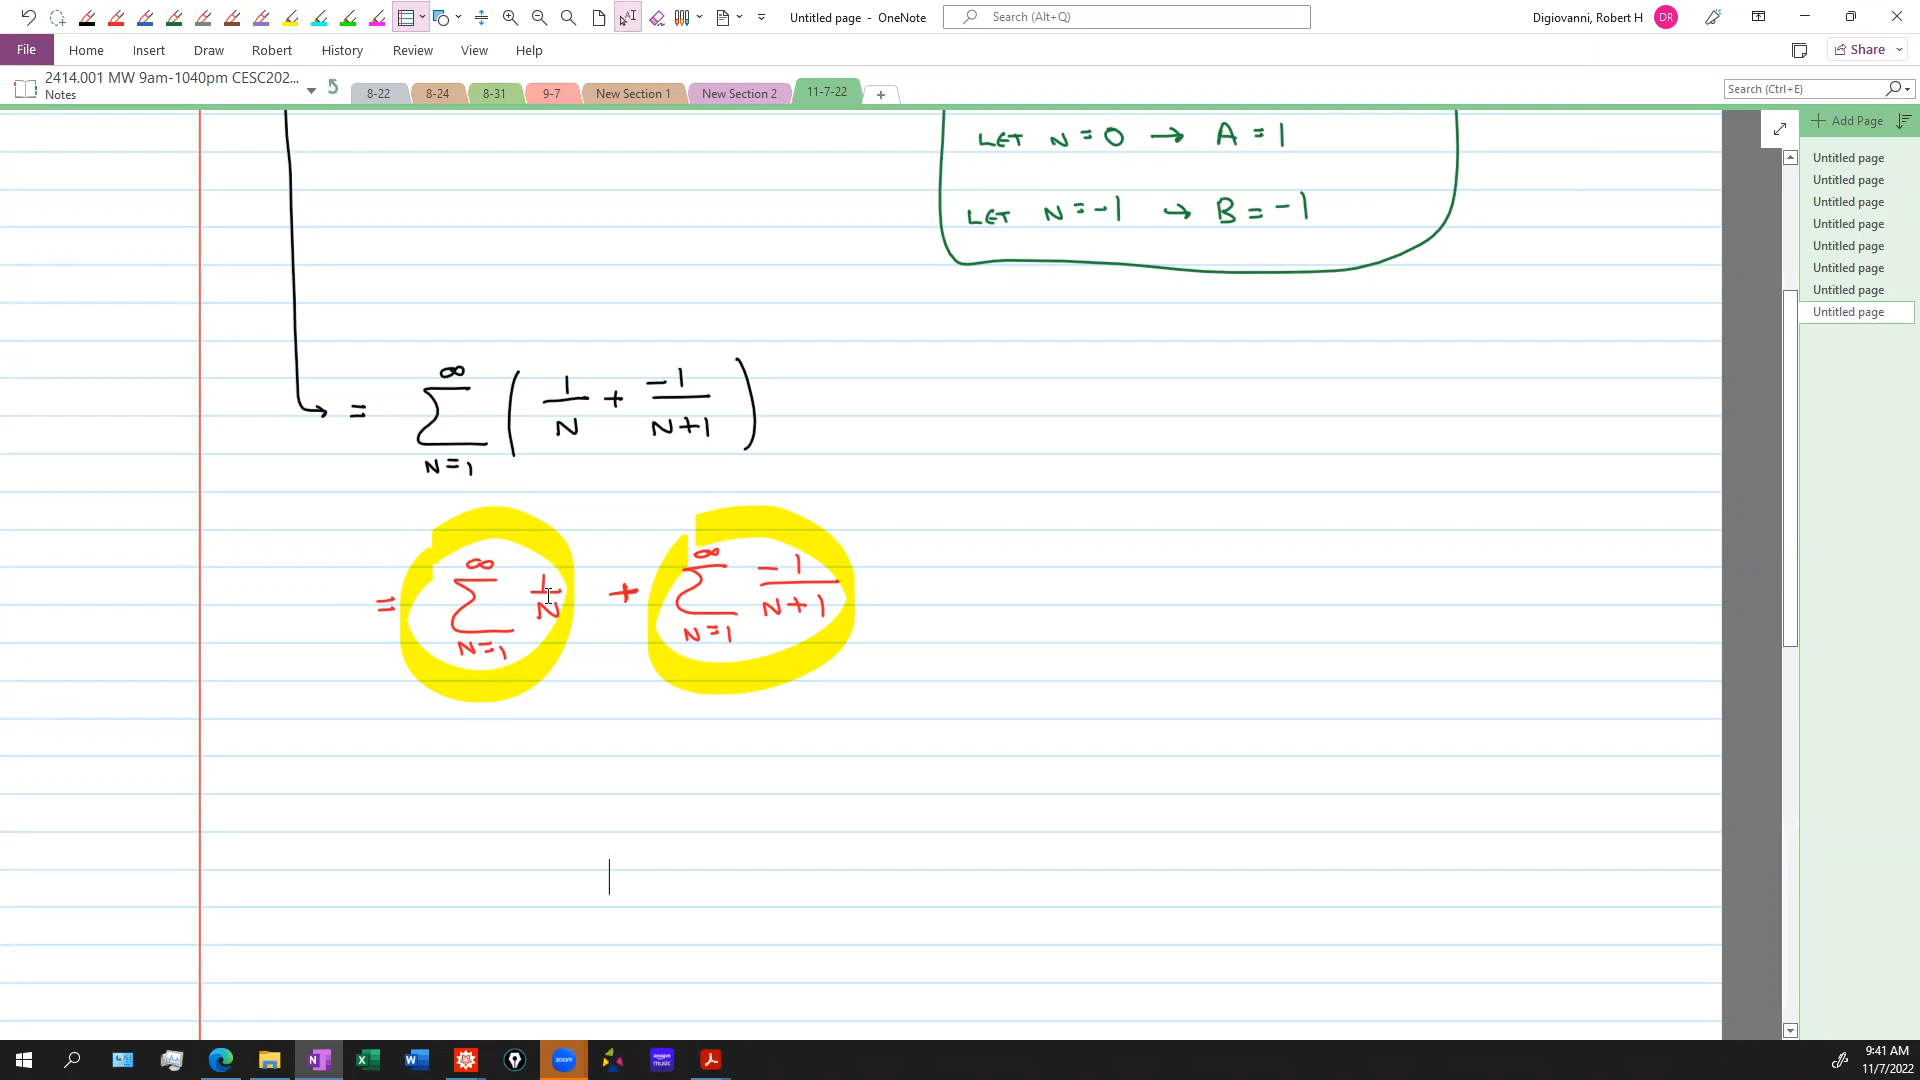 Untitled page - OneNote
Search (Alt+Q)
Digiovanni, Robert H
DR
File Home Insert Draw Robert History Review View Help
Share
2414.001 MW 9am-1040pm CESC202...
Notes
8-22 8-24 8-31 9-7 New Section 1 New Section 2 11-7-22
Search (Ctrl+E)
Add Page
Untitled page
Untitled page
Untitled page
Untitled page
Untitled page
Untitled page
Untitled page
Untitled page
LET N = 0 → A = 1
LET N = -1 → B = -1
= ∑_{N=1}^{∞} ( 1/N + -1/(N+1) )
= ∑_{N=1}^{∞} 1/N + ∑_{N=1}^{∞} -1/(N+1)
zoom
amazon music
9:41 AM
11/7/2022